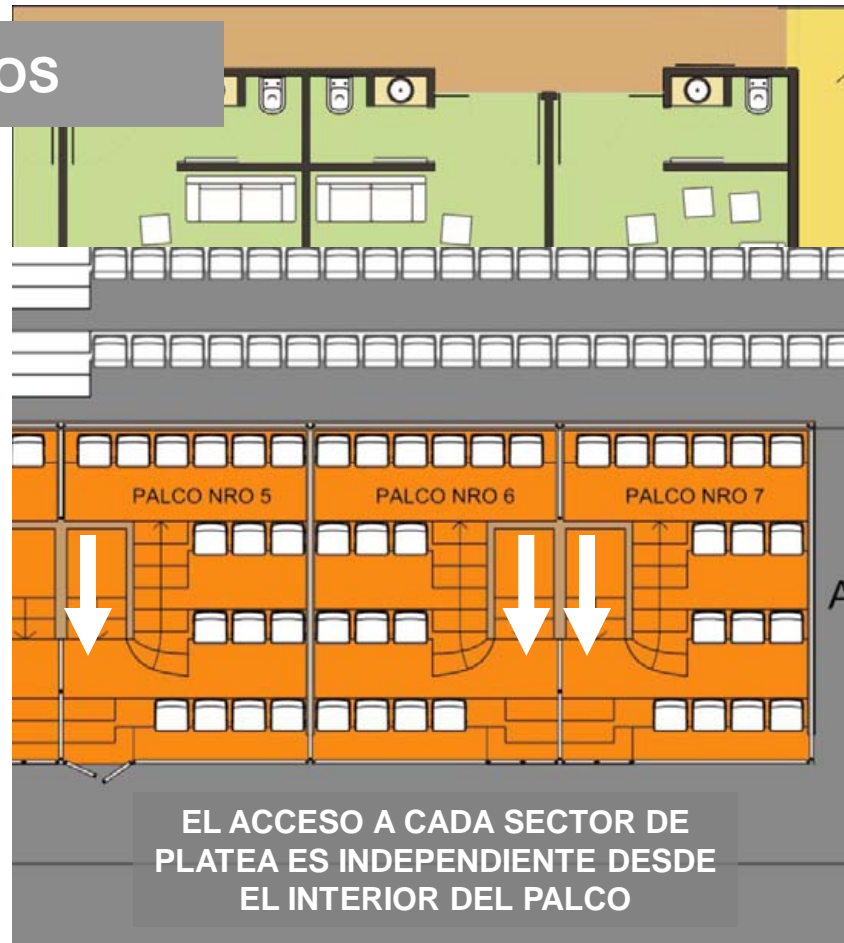 OS
PALCO NRO 5
PALCO NRO 6
PALCO NRO 7
A
EL ACCESO A CADA SECTOR DE
PLATEA ES INDEPENDIENTE DESDE
EL INTERIOR DEL PALCO